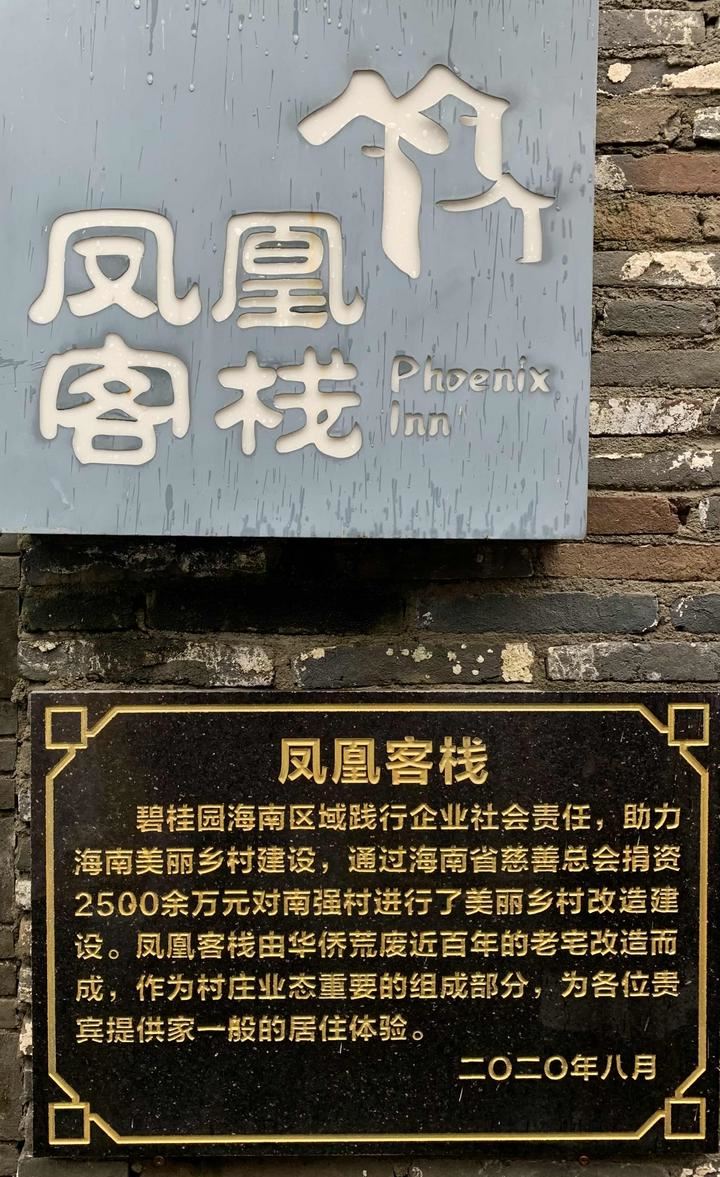 竹
凤凰
客栈
Phoenix
Inn
凤凰客栈
碧桂园海南区域践行企业社会责任，助力
海南美丽乡村建设，通过海南省慈善总会捐资
2500余万元对南强村进行了美丽乡村改造建
设。凤凰客栈由华侨荒废近百年的老宅改造而
成，作为村庄业态重要的组成部分，为各位贵
宾提供家一般的居住体验。
二〇二〇年八月